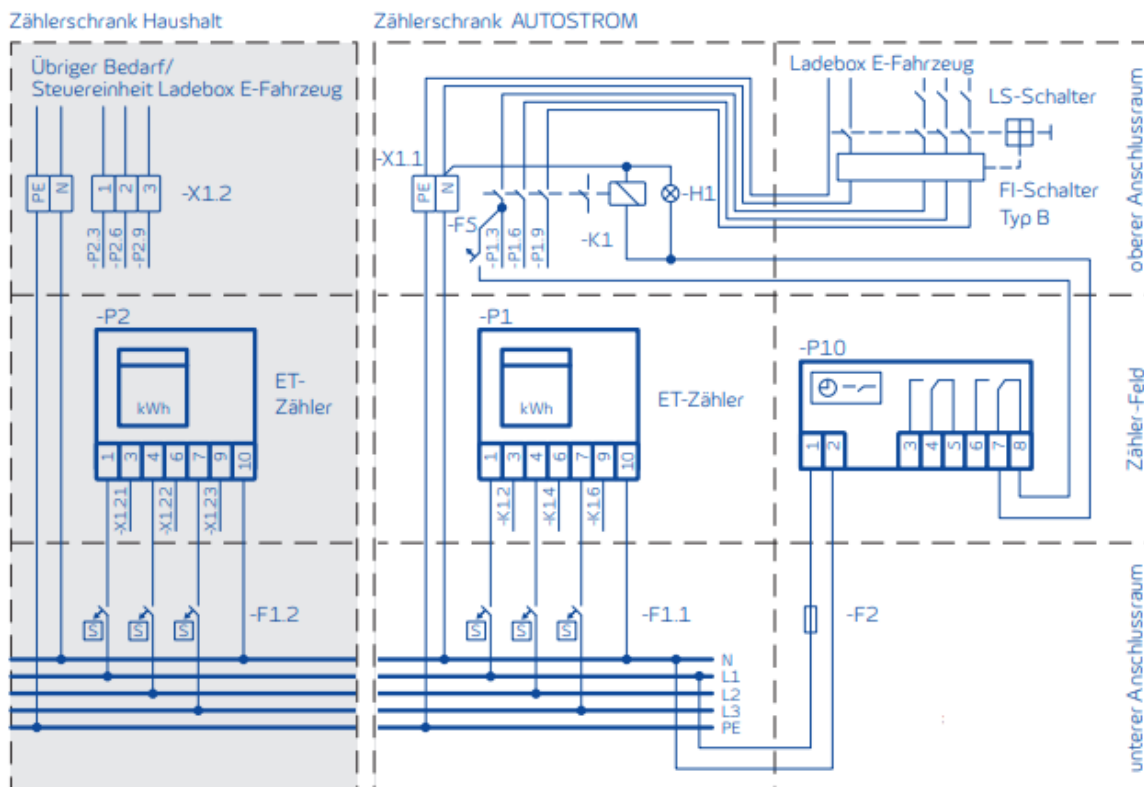 Zählerschrank Haushalt
Zählerschrank AUTOSTROM
Übriger Bedarf/
Steuereinheit Ladebox E-Fahrzeug
PE
N
1
2
3
-X1.2
-P2.3
-P2.6
-P2.9
-X1.1
PE
N
-F5
-P1.3
-P1.6
-P1.9
-K1
-H1
Ladebox E-Fahrzeug
LS-Schalter
FI-Schalter
Typ B
oberer Anschlussraum
-P2
kWh
ET-
Zähler
1 3 4 6 7 9 10
-X1.21
-X1.22
-X1.23
-P1
kWh
ET-Zähler
1 3 4 6 7 9 10
-K1.2
-K1.4
-K1.6
-P10
1 2 3 4 5 6 7 8
Zähler-Feld
S
S
S
-F1.2
S
S
S
-F1.1
-F2
N
L1
L2
L3
PE
unterer Anschlussraum